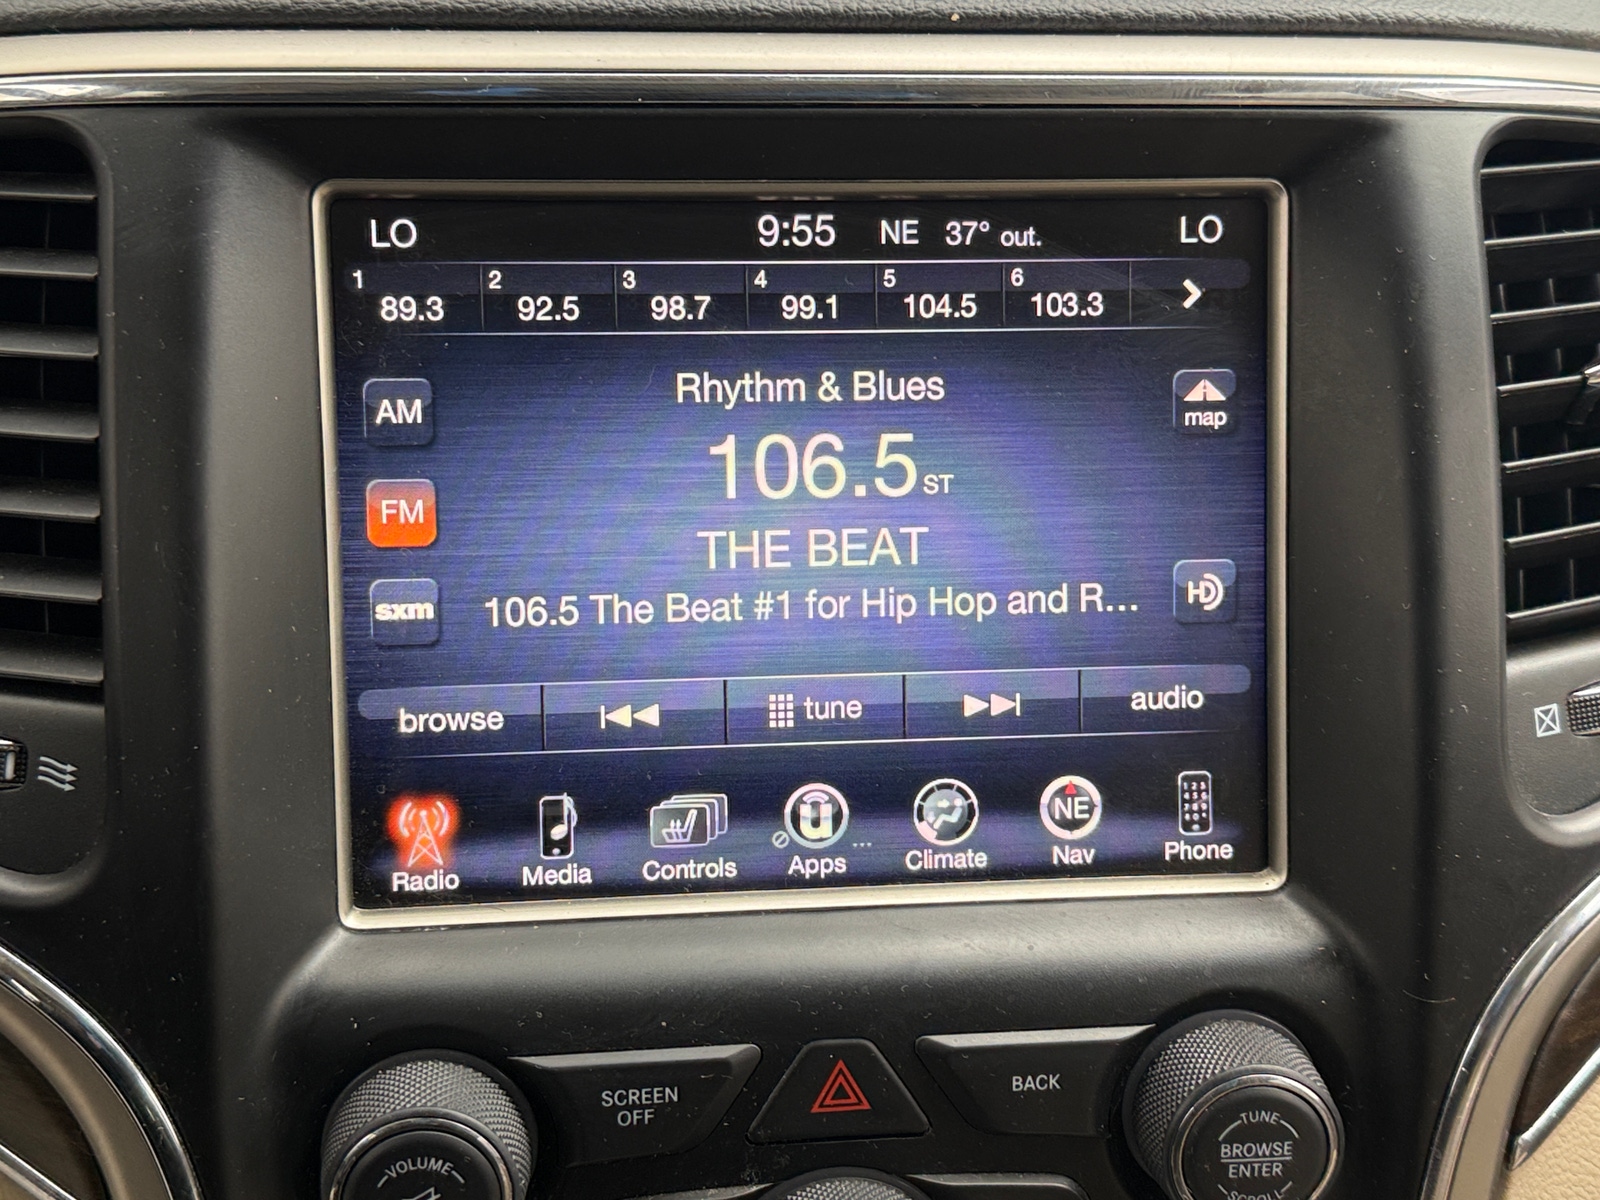 LO 9:55 NE 37° out. LO
1 2 3 4 5 6
89.3 92.5 98.7 99.1 104.5 103.3
Rhythm & Blues
AM
map
106.5 ST
FM
THE BEAT
sxm
106.5 The Beat #1 for Hip Hop and R...
HD
browse tune audio
NE
Radio Media Controls Apps ... Climate Nav Phone
SCREEN
OFF
BACK
VOLUME
TUNE
BROWSE
ENTER
SCROLL